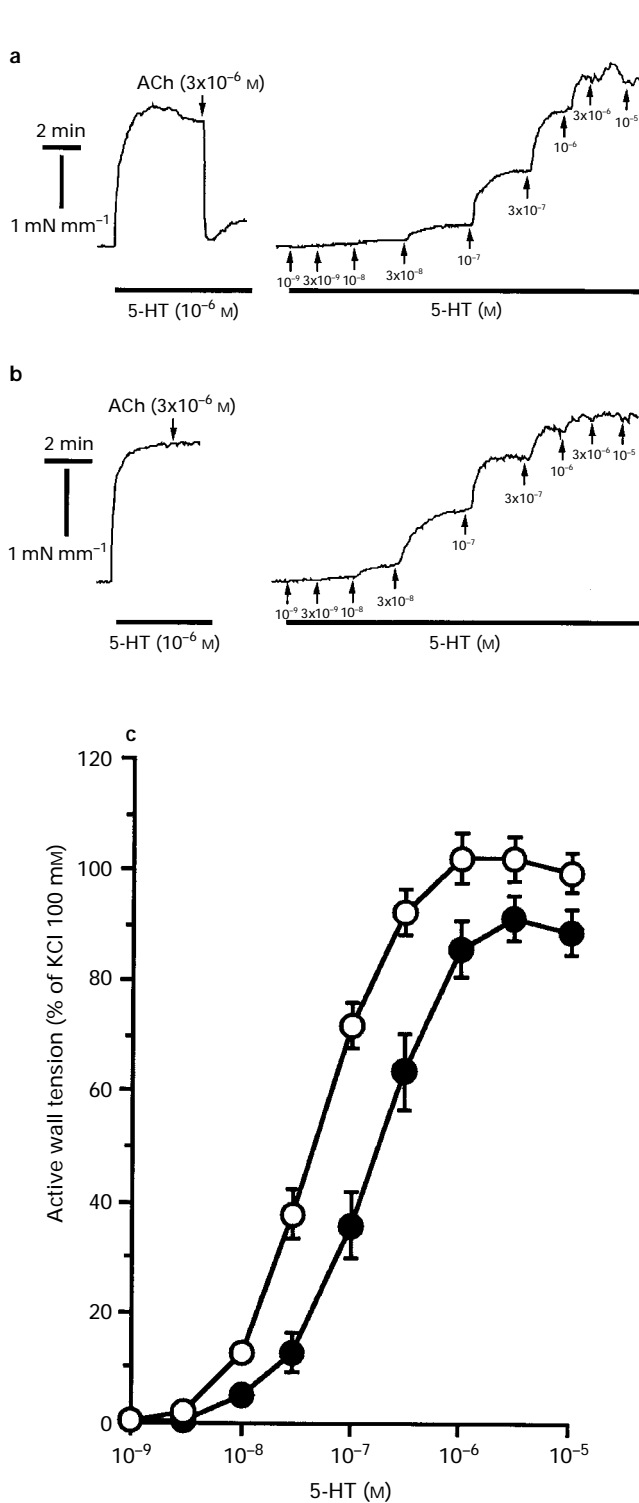 a
ACh (3x10⁻⁶ M)
2 min
1 mN mm⁻¹
3x10⁻⁶
10⁻⁵
10⁻⁶
3x10⁻⁷
10⁻⁹ 3x10⁻⁹ 10⁻⁸
3x10⁻⁸
10⁻⁷
5-HT (10⁻⁶ M)
5-HT (M)
b
ACh (3x10⁻⁶ M)
2 min
1 mN mm⁻¹
3x10⁻⁶ 10⁻⁵
10⁻⁶
3x10⁻⁷
10⁻⁷
3x10⁻⁸
10⁻⁹ 3x10⁻⁹ 10⁻⁸
5-HT (10⁻⁶ M)
5-HT (M)
c
120
100
80
60
40
20
0
Active wall tension (% of KCl 100 mM)
10⁻⁹ 10⁻⁸ 10⁻⁷ 10⁻⁶ 10⁻⁵
5-HT (M)